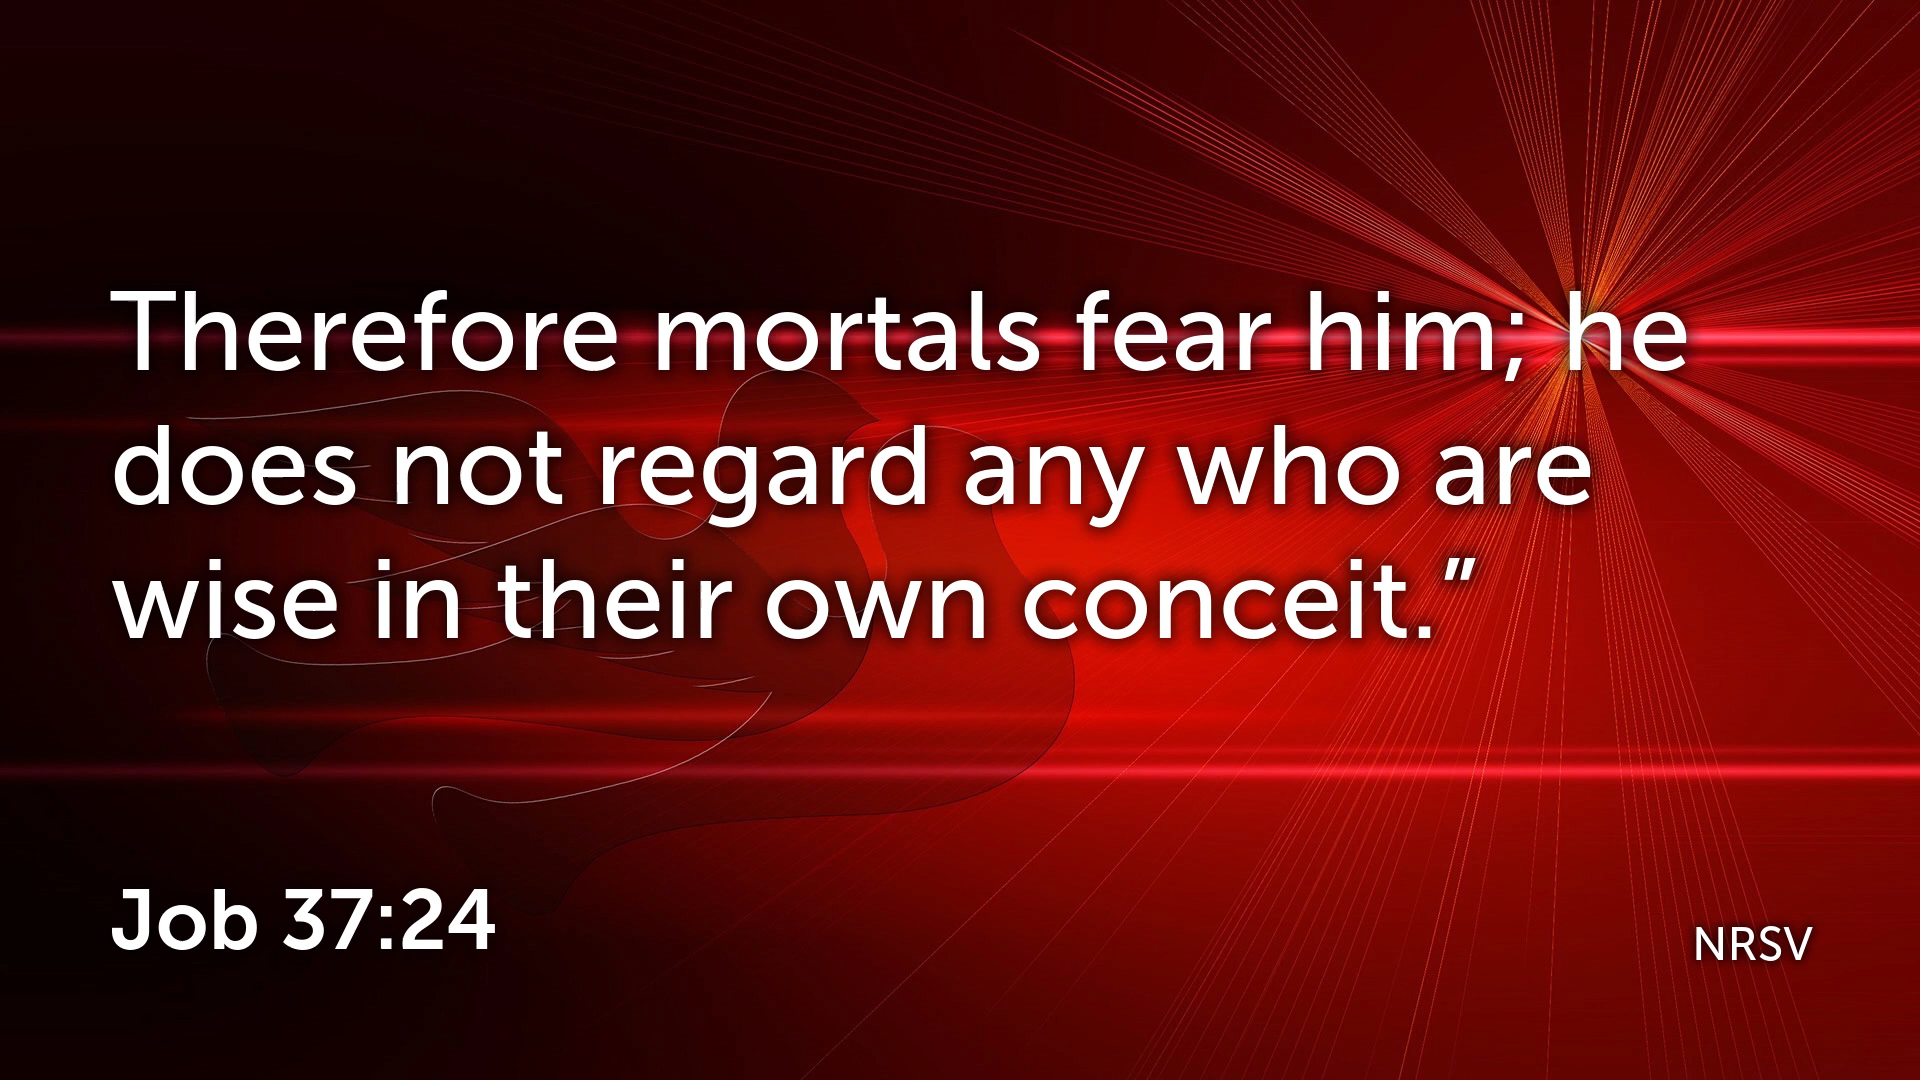 Therefore mortals fear him; he
does not regard any who are
wise in their own conceit.”
Job 37:24
NRSV